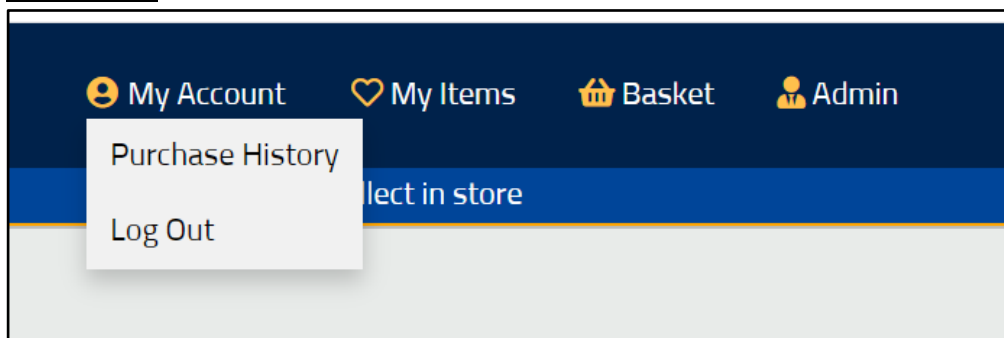 My Account My Items Basket Admin
Purchase History
llect in store
Log Out